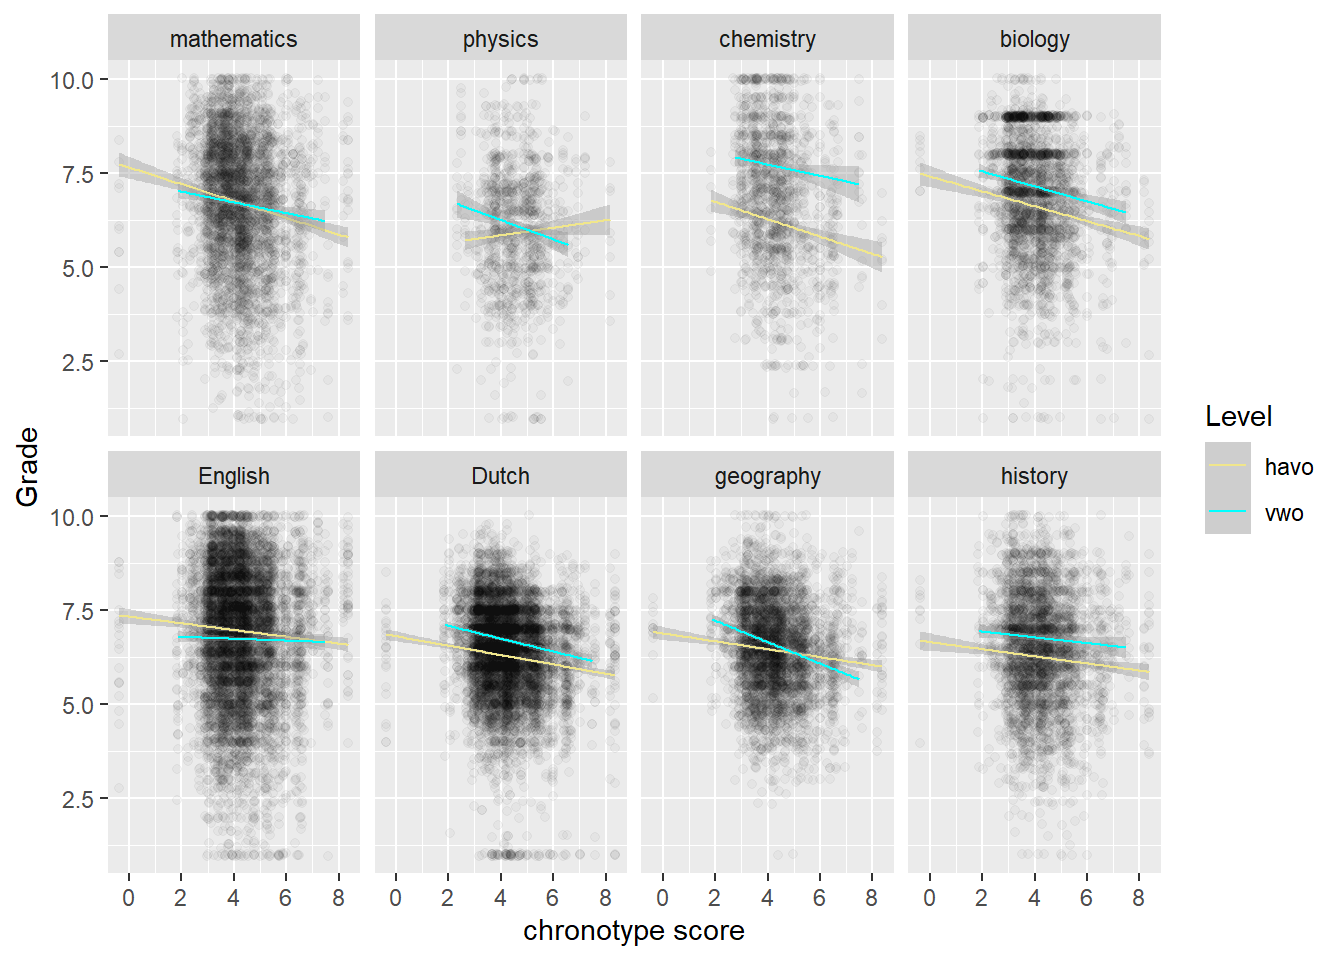 mathematics physics chemistry biology
10.0
7.5
5.0
2.5
English Dutch geography history
10.0
7.5
5.0
2.5
0 2 4 6 8 0 2 4 6 8 0 2 4 6 8 0 2 4 6 8
chronotype score
Grade
Level
havo
vwo